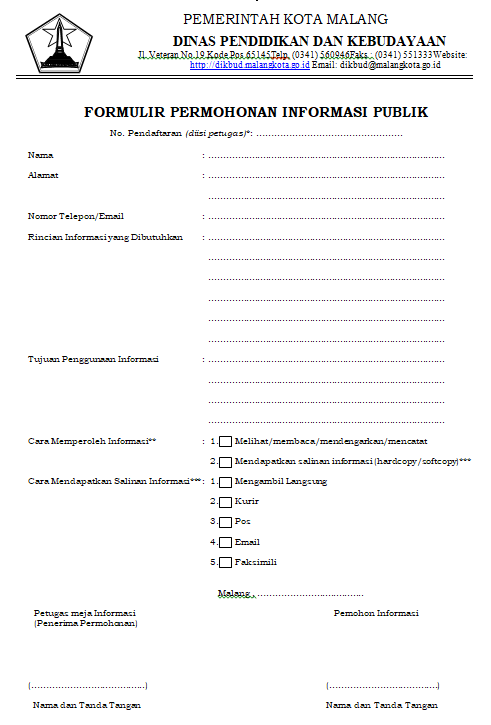 PEMERINTAH KOTA MALANG
DINAS PENDIDIKAN DAN KEBUDAYAAN
Jl. Veteran No.19 Kode Pos 65145Telp. (0341) 560946Faks.: (0341) 551333Website:
http://dikbud.malangkota.go.id Email: dikbud@malangkota.go.id
FORMULIR PERMOHONAN INFORMASI PUBLIK
No. Pendaftaran (diisi petugas)*: ................................................
Nama : ................................................................................
Alamat : ................................................................................
................................................................................
Nomor Telepon/Email : ................................................................................
Rincian Informasi yang Dibutuhkan : ................................................................................
................................................................................
................................................................................
................................................................................
................................................................................
................................................................................
Tujuan Penggunaan Informasi : ................................................................................
................................................................................
................................................................................
................................................................................
Cara Memperoleh Informasi** : 1. Melihat/membaca/mendengarkan/mencatat
2. Mendapatkan salinan informasi (hardcopy/softcopy)***
Cara Mendapatkan Salinan Informasi***: 1. Mengambil Langsung
2. Kurir
3. Pos
4. Email
5. Faksimili
Malang , ....................................
Petugas meja Informasi Pemohon Informasi
(Penerima Permohonan)
(......................................) (.....................................)
Nama dan Tanda Tangan Nama dan Tanda Tangan